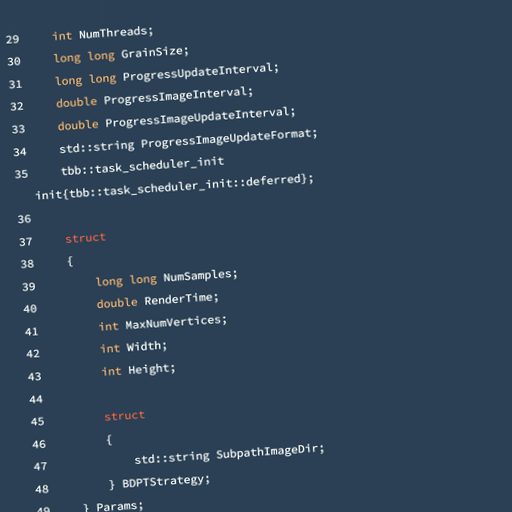 29 int NumThreads;
30 long long GrainSize;
31 long long ProgressUpdateInterval;
32 double ProgressImageInterval;
33 double ProgressImageUpdateInterval;
34 std::string ProgressImageUpdateFormat;
35 tbb::task_scheduler_init
init{tbb::task_scheduler_init::deferred};
36
37 struct
38 {
39 long long NumSamples;
40 double RenderTime;
41 int MaxNumVertices;
42 int Width;
43 int Height;
44
45 struct
46 {
47 std::string SubpathImageDir;
48 } BDPTStrategy;
49 } Params;